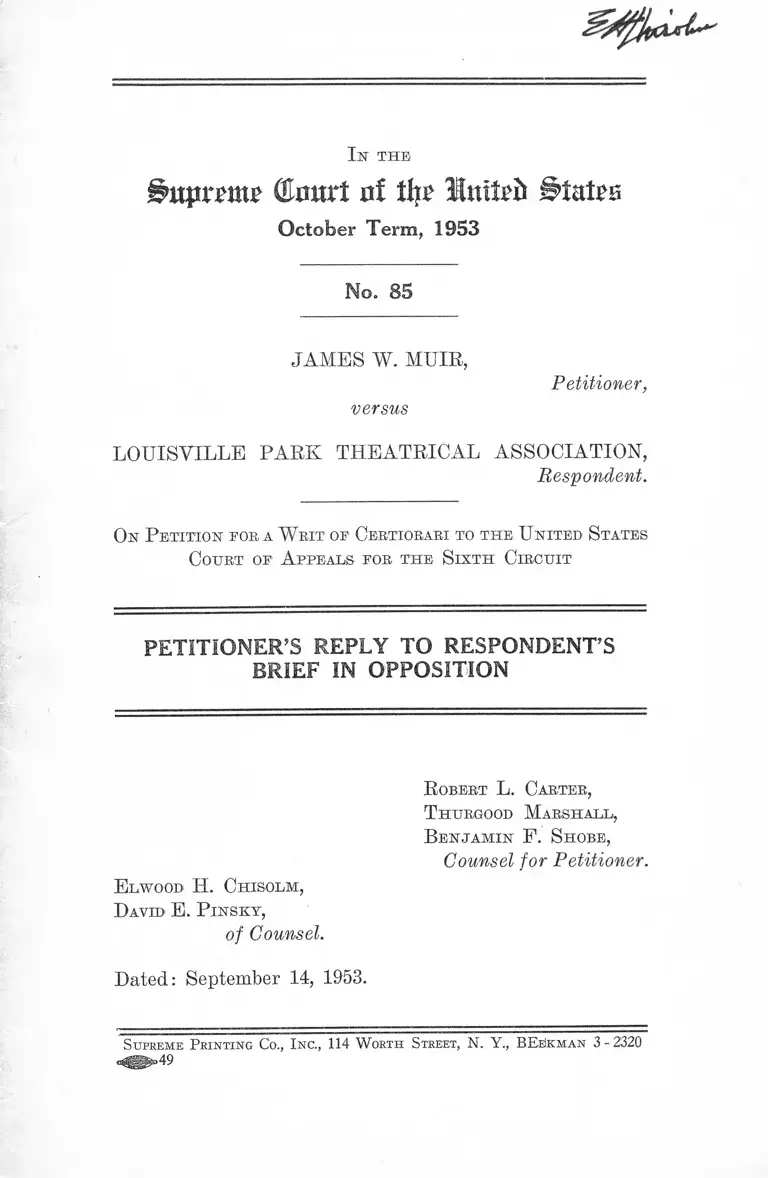 EHChisolm
IN THE
Supreme Court of the United States
October Term, 1953
No. 85
JAMES W. MUIR,
Petitioner,
versus
LOUISVILLE PARK THEATRICAL ASSOCIATION,
Respondent.
ON PETITION FOR A WRIT OF CERTIORARI TO THE UNITED STATES
COURT OF APPEALS FOR THE SIXTH CIRCUIT
PETITIONER'S REPLY TO RESPONDENT'S
BRIEF IN OPPOSITION
ROBERT L. CARTER,
THURGOOD MARSHALL,
BENJAMIN F. SHOBE,
Counsel for Petitioner.
ELWOOD H. CHISOLM,
DAVID E. PINSKY,
of Counsel.
Dated: September 14, 1953.
SUPREME PRINTING CO., INC., 114 WORTH STREET, N. Y., BEEKMAN 3-2320
49